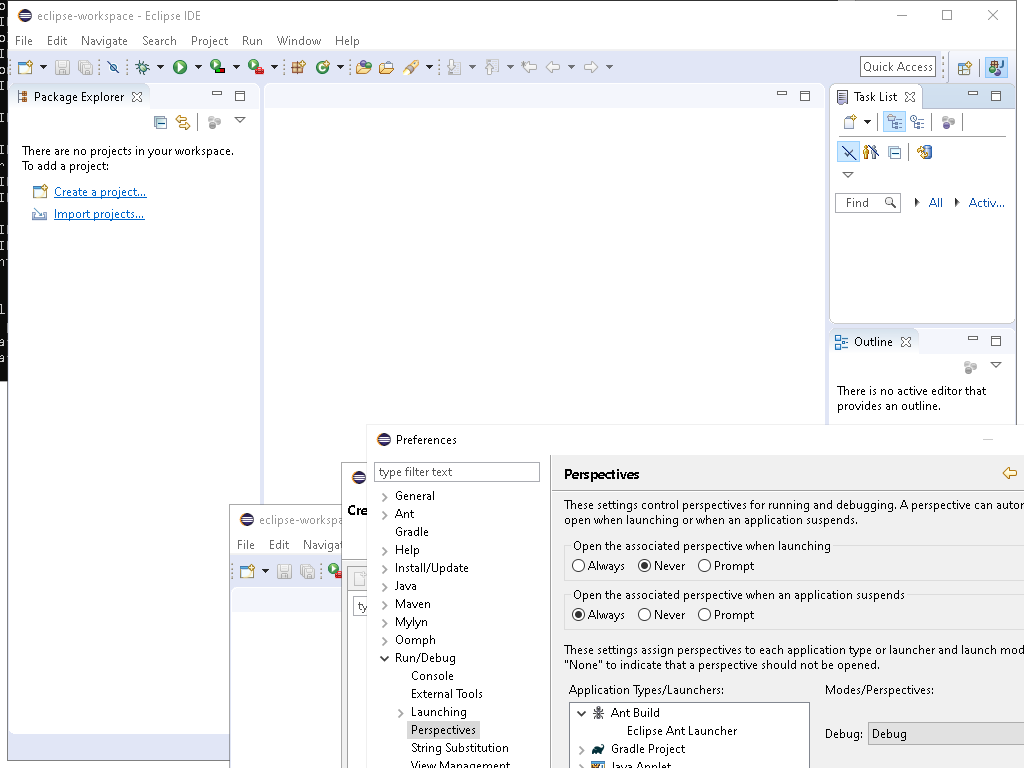 eclipse-workspace - Eclipse IDE
File Edit Navigate Search Project Run Window Help
Quick Access
Package Explorer
There are no projects in your workspace.
To add a project:
Create a project...
Import projects...
Task List
Find All Activ...
Outline
There is no active editor that
provides an outline.
eclipse-workspa
File Edit Naviga
Cre
ty
Preferences
type filter text
General
Ant
Gradle
Help
Install/Update
Java
Maven
Mylyn
Oomph
Run/Debug
Console
External Tools
Launching
Perspectives
String Substitution
View Management
Perspectives
These settings control perspectives for running and debugging. A perspective can autor
open when launching or when an application suspends.
Open the associated perspective when launching
Always Never Prompt
Open the associated perspective when an application suspends
Always Never Prompt
These settings assign perspectives to each application type or launcher and launch mod
"None" to indicate that a perspective should not be opened.
Application Types/Launchers: Modes/Perspectives:
Ant Build
Eclipse Ant Launcher
Gradle Project
Java Applet
Debug: Debug